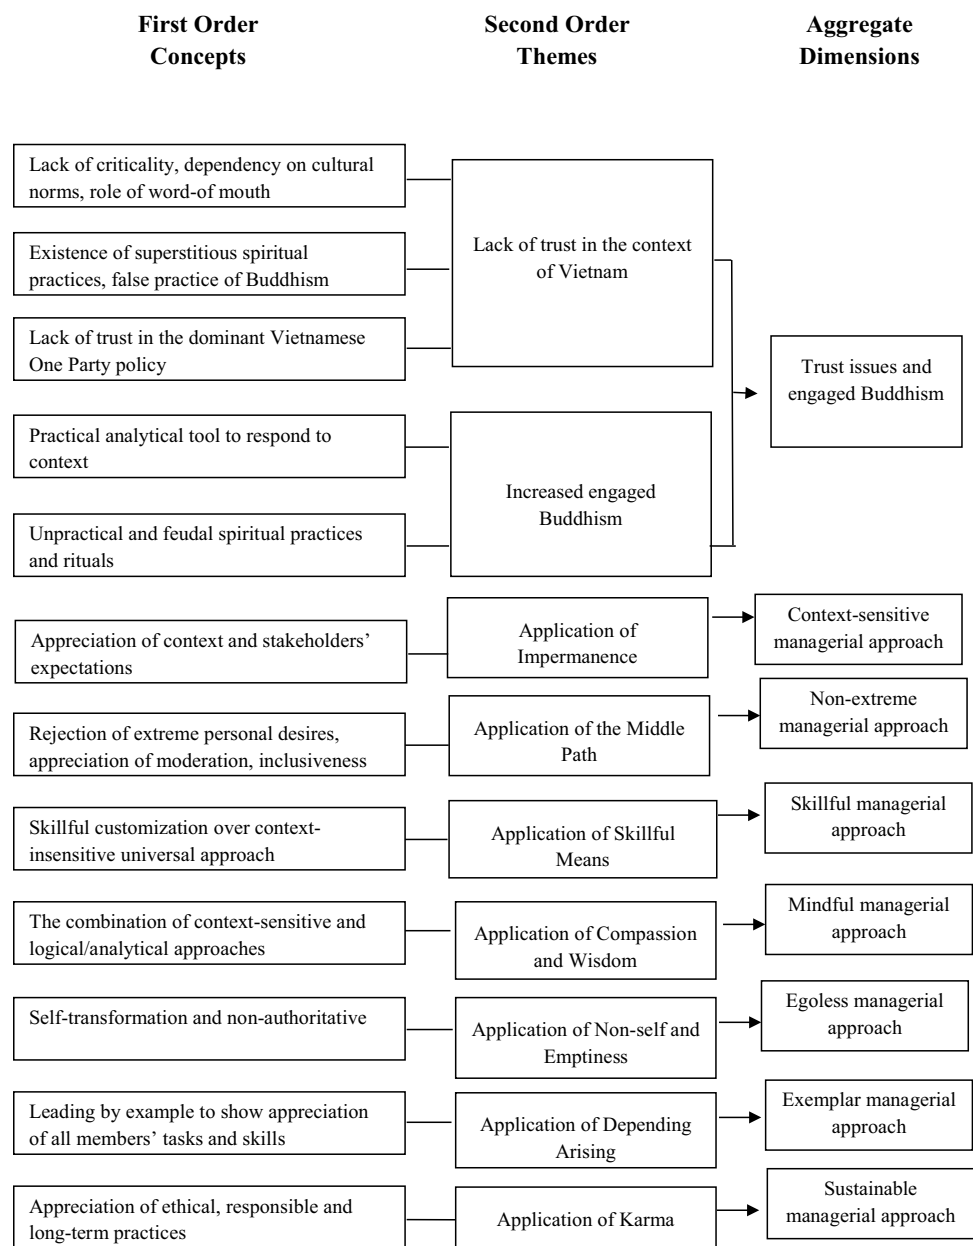 First Order
Concepts
Second Order
Themes
Aggregate
Dimensions
Lack of criticality, dependency on cultural
norms, role of word-of mouth
Existence of superstitious spiritual
practices, false practice of Buddhism
Lack of trust in the dominant Vietnamese
One Party policy
Lack of trust in the context
of Vietnam
Practical analytical tool to respond to
context
Unpractical and feudal spiritual practices
and rituals
Increased engaged
Buddhism
Trust issues and
engaged Buddhism
Appreciation of context and stakeholders’
expectations
Application of
Impermanence
Context-sensitive
managerial approach
Rejection of extreme personal desires,
appreciation of moderation, inclusiveness
Application of the Middle
Path
Non-extreme
managerial approach
Skillful customization over context-
insensitive universal approach
Application of Skillful
Means
Skillful managerial
approach
The combination of context-sensitive and
logical/analytical approaches
Application of Compassion
and Wisdom
Mindful managerial
approach
Self-transformation and non-authoritative
Application of Non-self and
Emptiness
Egoless managerial
approach
Leading by example to show appreciation
of all members’ tasks and skills
Application of Depending
Arising
Exemplar managerial
approach
Appreciation of ethical, responsible and
long-term practices
Application of Karma
Sustainable
managerial approach